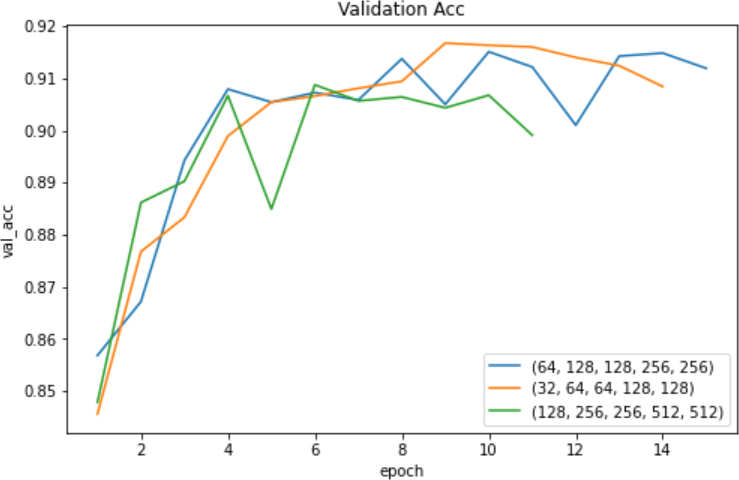 Validation Acc
0.92
0.91
0.90
0.89
0.88
0.87
0.86
0.85
val_acc
(64, 128, 128, 256, 256)
(32, 64, 64, 128, 128)
(128, 256, 256, 512, 512)
2 4 6 8 10 12 14
epoch